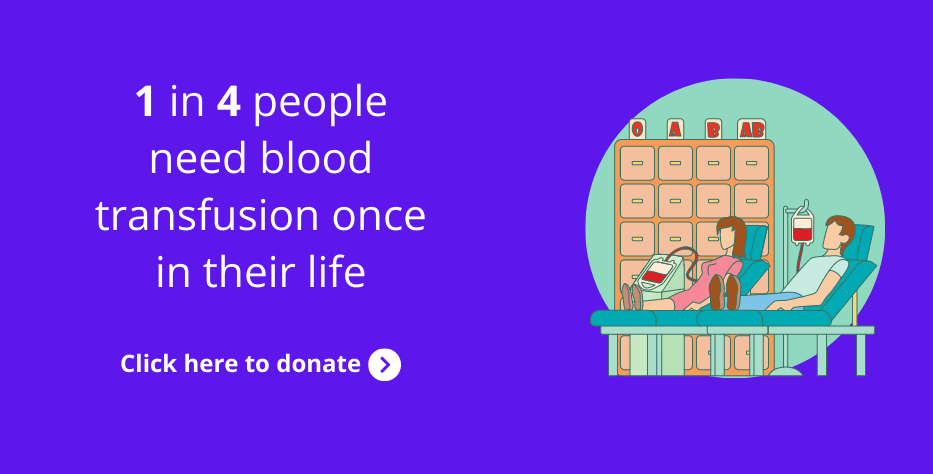 1 in 4 people
need blood
transfusion once
in their life
Click here to donate
O A B AB